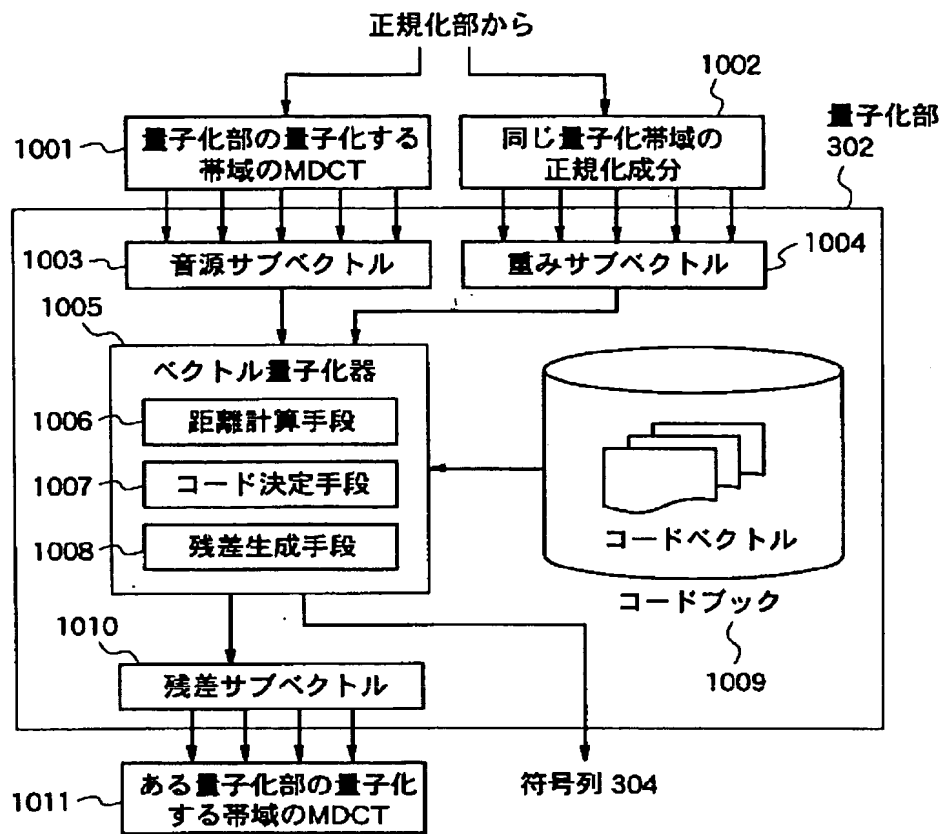 正規化部から
1002
量子化部
302
1001
量子化部の量子化する
帯域のMDCT
同じ量子化帯域の
正規化成分
1003
音源サブベクトル
重みサブベクトル
1004
1005
ベクトル量子化器
1006
距離計算手段
1007
コード決定手段
1008
残差生成手段
コードベクトル
コードブック
1009
1010
残差サブベクトル
1011
ある量子化部の量子化
する帯域のMDCT
符号列 304